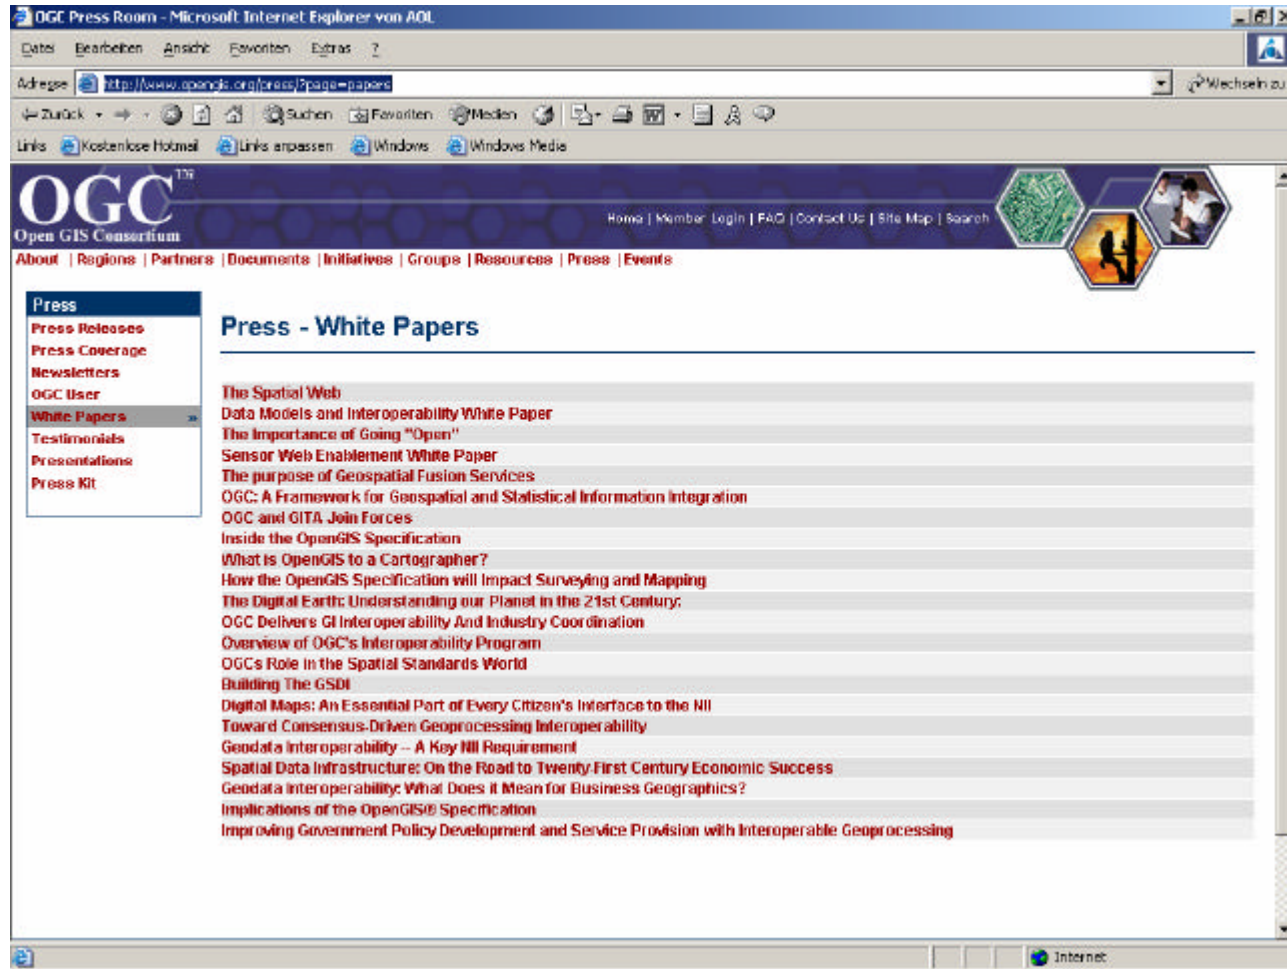 OGC Press Room - Microsoft Internet Explorer von AOL
Datei Bearbeiten Ansicht Favoriten Extras ?
Adresse http://www.opengis.org/press/?page=papers Wechseln zu
Zurück Suchen Favoriten Medien
Links Kostenlose Hotmail Links anpassen Windows Windows Media
OGC™
Open GIS Consortium
Home | Member Login | FAQ | Contact Us | Site Map | Search
About | Regions | Partners | Documents | Initiatives | Groups | Resources | Press | Events
Press
Press Releases
Press Coverage
Newsletters
OGC User
White Papers »
Testimonials
Presentations
Press Kit
Press - White Papers
The Spatial Web
Data Models and Interoperability White Paper
The Importance of Going "Open"
Sensor Web Enablement White Paper
The purpose of Geospatial Fusion Services
OGC: A Framework for Geospatial and Statistical Information Integration
OGC and GITA Join Forces
Inside the OpenGIS Specification
What is OpenGIS to a Cartographer?
How the OpenGIS Specification will Impact Surveying and Mapping
The Digital Earth: Understanding our Planet in the 21st Century:
OGC Delivers GI Interoperability And Industry Coordination
Overview of OGC's Interoperability Program
OGCs Role in the Spatial Standards World
Building The GSDI
Digital Maps: An Essential Part of Every Citizen's Interface to the NII
Toward Consensus-Driven Geoprocessing Interoperability
Geodata Interoperability -- A Key NII Requirement
Spatial Data Infrastructure: On the Road to Twenty-First Century Economic Success
Geodata Interoperability: What Does it Mean for Business Geographics?
Implications of the OpenGIS® Specification
Improving Government Policy Development and Service Provision with Interoperable Geoprocessing
Internet